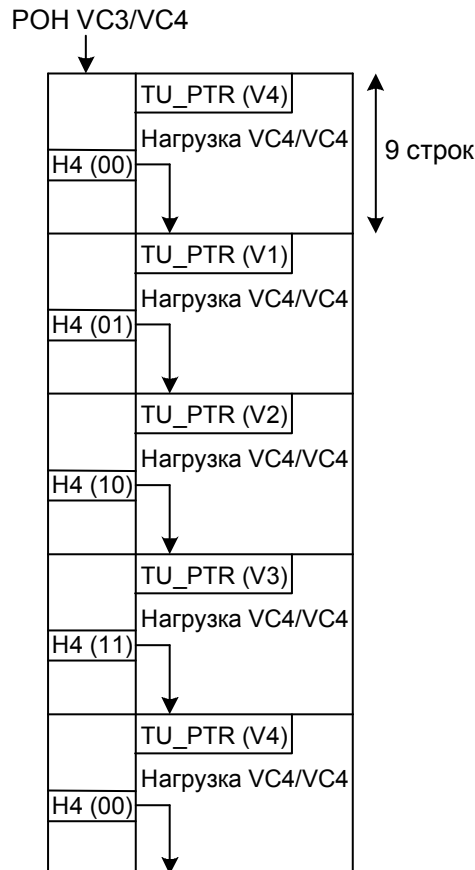 РОН VC3/VC4
TU_PTR (V4)
Нагрузка VC4/VC4
9 строк
H4 (00)
TU_PTR (V1)
Нагрузка VC4/VC4
H4 (01)
TU_PTR (V2)
Нагрузка VC4/VC4
H4 (10)
TU_PTR (V3)
Нагрузка VC4/VC4
H4 (11)
TU_PTR (V4)
Нагрузка VC4/VC4
H4 (00)